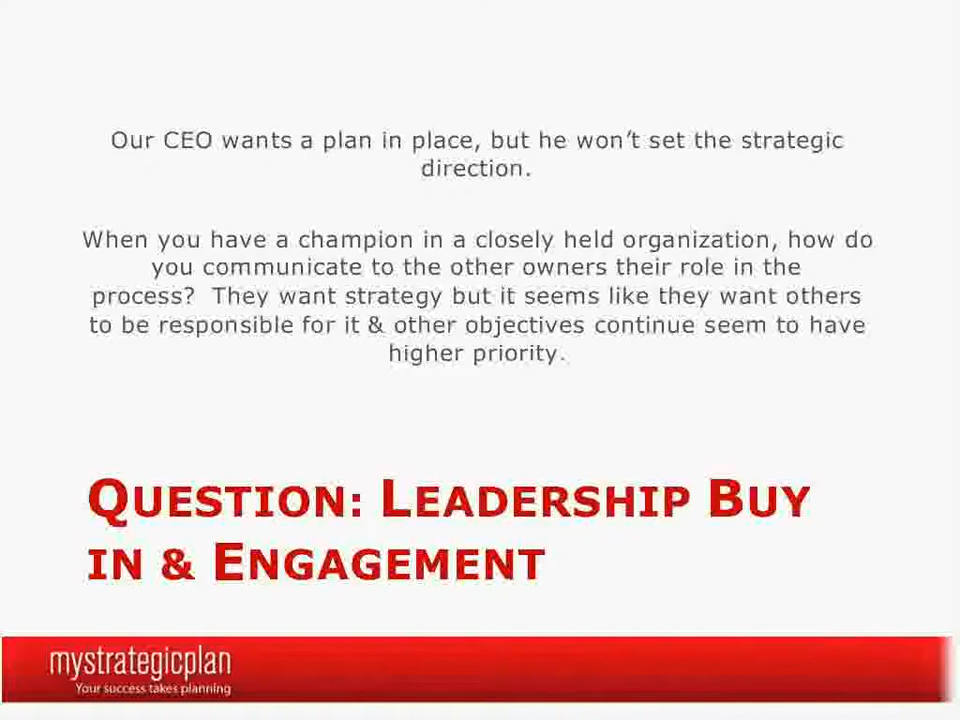 Our CEO wants a plan in place, but he won't set the strategic
direction.
When you have a champion in a closely held organization, how do
you communicate to the other owners their role in the
process? They want strategy but it seems like they want others
to be responsible for it & other objectives continue seem to have
higher priority.
QUESTION: LEADERSHIP BUY
IN & ENGAGEMENT
mystrategicplan
Your success takes planning